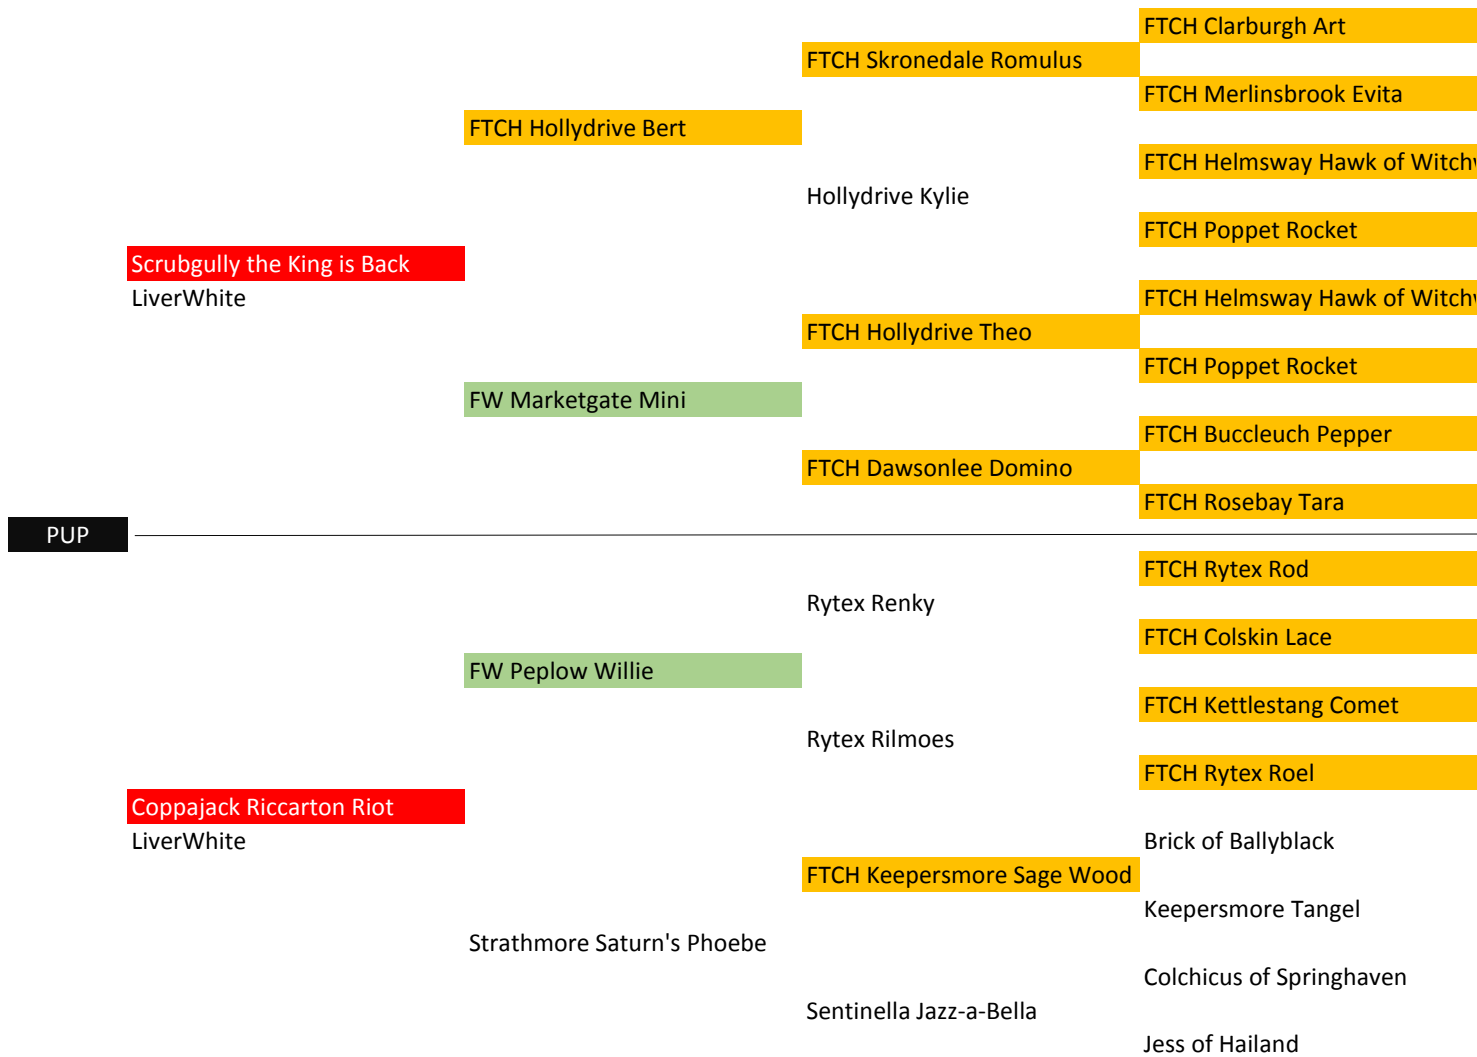 FTCH Clarburgh Art
FTCH Skronedale Romulus
FTCH Merlinsbrook Evita
FTCH Hollydrive Bert
FTCH Helmsway Hawk of
Hollydrive Kylie
FTCH Poppet Rocket
Scrubgully the King is Back
LiverWhite
FTCH Helmsway Hawk of
FTCH Hollydrive Theo
FTCH Poppet Rocket
FW Marketgate Mini
FTCH Buccleuch Pepper
FTCH Dawsonlee Domino
FTCH Rosebay Tara
PUP
FTCH Rytex Rod
Rytex Renky
FTCH Colskin Lace
FW Peplow Willie
FTCH Kettlestang Comet
Rytex Rilmoes
FTCH Rytex Roel
Coppajack Riccarton Riot
LiverWhite
Brick of Ballyblack
FTCH Keepersmore Sage Wood
Keepersmore Tangel
Strathmore Saturn's Phoebe
Colchicus of Springhaven
Sentinella Jazz-a-Bella
Jess of Hailand